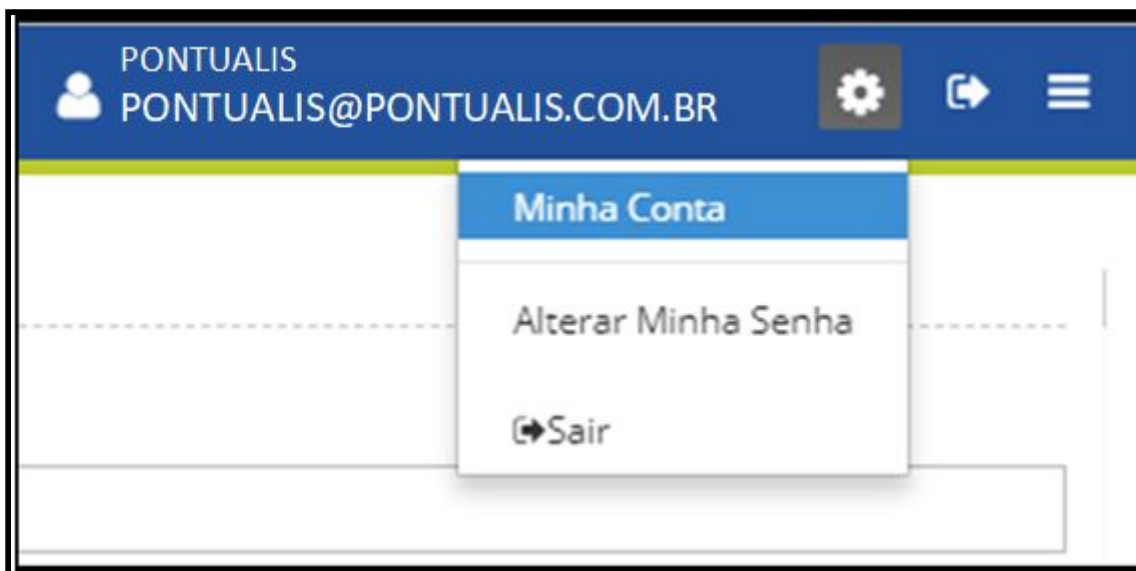 PONTUALIS
PONTUALIS@PONTUALIS.COM.BR
Minha Conta
Alterar Minha Senha
Sair